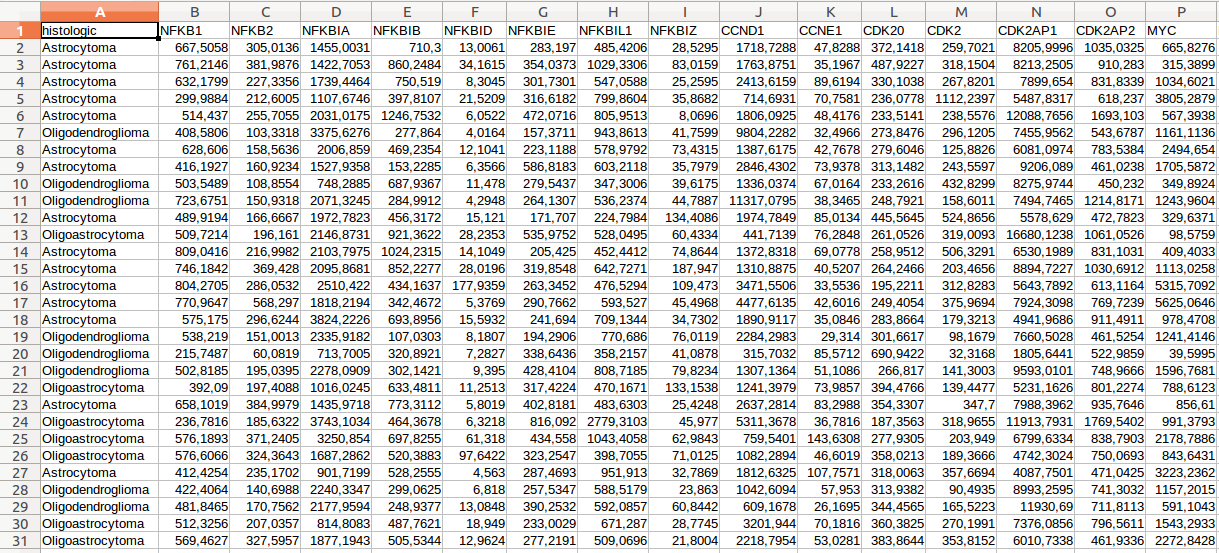 A B C D E F G H I J K L M N O P
1 histologic NFKB1 NFKB2 NFKBIA NFKBIB NFKBID NFKBIE NFKBIL1 NFKBIZ CCND1 CCNE1 CDK20 CDK2 CDK2AP1 CDK2AP2 MYC
2 Astrocytoma 667,5058 305,0136 1455,0031 710,3 13,0061 283,197 485,4206 28,5295 1718,7288 47,8288 372,1418 259,7021 8205,9996 1035,0325 665,8276
3 Astrocytoma 761,2146 381,9876 1422,7053 860,2484 34,1615 354,0373 1029,3306 83,0159 1763,8751 35,1967 487,9227 318,1504 8213,2505 910,283 315,3899
4 Astrocytoma 632,1799 227,3356 1739,4464 750,519 8,3045 301,7301 547,0588 25,2595 2413,6159 89,6194 330,1038 267,8201 7899,654 831,8339 1034,6021
5 Astrocytoma 299,9884 212,6005 1107,6746 397,8107 21,5209 316,6182 799,8604 35,8682 714,6931 70,7581 236,0778 1112,2397 5487,8317 618,237 3805,2879
6 Astrocytoma 514,437 255,7055 2031,0175 1246,7532 6,0522 472,0716 805,9513 8,0696 1806,0925 48,4176 233,5141 238,5576 12088,7656 1693,103 567,3938
7 Oligodendroglioma 408,5806 103,3318 3375,6276 277,864 4,0164 157,3711 943,8613 41,7599 9804,2282 32,4966 273,8476 296,1205 7455,9562 543,6787 1161,1136
8 Astrocytoma 628,606 158,5636 2006,859 469,2354 12,1041 223,1188 578,9792 73,4315 1387,6175 42,7678 279,6046 125,8826 6081,0974 783,5384 2494,654
9 Astrocytoma 416,1927 160,9234 1527,9358 153,2285 6,3566 586,8183 603,2118 35,7979 2846,4302 73,9378 313,1482 243,5597 9206,089 461,0238 1705,5872
10 Oligodendroglioma 503,5489 108,8554 748,2885 687,9367 11,478 279,5437 347,3006 39,6175 1336,0374 67,0164 233,2616 432,8299 8275,9744 450,232 349,8924
11 Oligodendroglioma 723,6751 150,9318 2071,3245 284,9912 4,2948 264,1307 536,2374 44,7887 11317,0795 38,3465 248,7921 158,6011 7494,7465 1214,8171 1243,9604
12 Astrocytoma 489,9194 166,6667 1972,7823 456,3172 15,121 171,707 224,7984 134,4086 1974,7849 85,0134 445,5645 524,8656 5578,629 472,7823 329,6371
13 Oligoastrocytoma 509,7214 196,161 2146,8731 921,3622 28,2353 535,9752 528,0495 60,4334 441,7139 76,2848 261,0526 319,0093 16680,1238 1061,0526 98,5759
14 Astrocytoma 809,0416 216,9982 2103,7975 1024,2315 14,1049 205,425 452,4412 74,8644 1372,8318 69,0778 258,9512 506,3291 6530,1989 831,1031 409,4033
15 Astrocytoma 746,1842 369,428 2095,8681 852,2277 28,0196 319,8548 642,7271 187,947 1310,8875 40,5207 264,2466 203,4656 8894,7227 1030,6912 1113,0258
16 Astrocytoma 804,2705 286,0532 2510,422 434,1637 177,9359 263,3452 476,5294 109,473 3471,5506 33,5536 195,2211 312,8283 5643,7892 613,1164 5315,7092
17 Astrocytoma 770,9647 568,297 1818,2194 342,4672 5,3769 290,7662 593,527 45,4968 4477,6135 42,6016 249,4054 375,9694 7924,3098 769,7239 5625,0646
18 Astrocytoma 575,175 296,6244 3824,2226 693,8956 15,5932 241,694 709,1344 34,7302 1890,9117 35,0846 283,8664 179,3213 4941,9686 911,4911 978,4708
19 Oligodendroglioma 538,219 151,0013 2335,9182 107,0303 8,1807 194,2906 770,686 76,0119 2284,2983 29,314 301,6617 98,1679 7660,5028 461,5254 1241,4146
20 Oligodendroglioma 215,7487 60,0819 713,7005 320,8921 7,2827 338,6436 358,2157 41,0878 315,7032 85,5712 690,9422 32,3168 1805,6441 522,9859 39,5995
21 Oligodendroglioma 502,8185 195,0395 2278,0909 302,1421 9,395 428,4104 808,7185 79,8234 1307,1364 51,1086 266,817 141,3003 9593,0101 748,9666 1596,7681
22 Oligoastrocytoma 392,09 197,4088 1016,0245 633,4811 11,2513 317,4224 470,1671 133,1538 1241,3979 73,9857 394,4766 139,4477 5231,1626 801,2274 788,6123
23 Astrocytoma 658,1019 384,9979 1435,9718 773,3112 5,8019 402,8181 483,6303 25,4248 2637,2814 83,2988 354,3307 347,7 7988,3962 935,7646 856,61
24 Oligoastrocytoma 236,7816 185,6322 3743,1034 464,3678 6,3218 816,092 2779,3103 45,977 5311,3678 36,7816 187,3563 318,9655 11913,7931 1769,5402 991,3793
25 Oligoastrocytoma 576,1893 371,2405 3250,854 697,8255 61,318 434,558 1043,4058 62,9843 759,5401 143,6308 277,9305 203,949 6799,6334 838,7903 2178,7886
26 Oligoastrocytoma 576,6066 324,3643 1687,2862 520,3883 97,6422 323,2547 398,7055 71,0125 1082,2894 46,6019 358,0213 189,3666 4742,3024 750,0693 843,6431
27 Astrocytoma 412,4254 235,1702 901,7199 528,2555 4,563 287,4693 951,913 32,7869 1812,6325 107,7571 318,0063 357,6694 4087,7501 471,0425 3223,2362
28 Oligodendroglioma 422,4064 140,6988 2240,3347 299,0625 6,818 257,5347 588,5179 23,863 1042,6094 57,953 313,9382 90,4935 8993,2595 741,3032 1157,2015
29 Oligodendroglioma 481,8465 170,7562 2177,9594 248,9377 13,0848 390,2532 592,0857 60,8442 609,1678 26,1695 344,4565 165,5223 11930,69 711,8113 591,1043
30 Oligoastrocytoma 512,3256 207,0357 814,8083 487,7621 18,949 233,0029 671,287 28,7745 3201,944 70,1816 360,3825 270,1991 7376,0856 796,5611 1543,2933
31 Oligoastrocytoma 569,4627 327,5957 1877,1943 505,5344 12,9624 277,2191 509,0696 21,8004 2218,7954 53,0281 383,8644 353,8152 6010,7338 461,9336 2272,8428